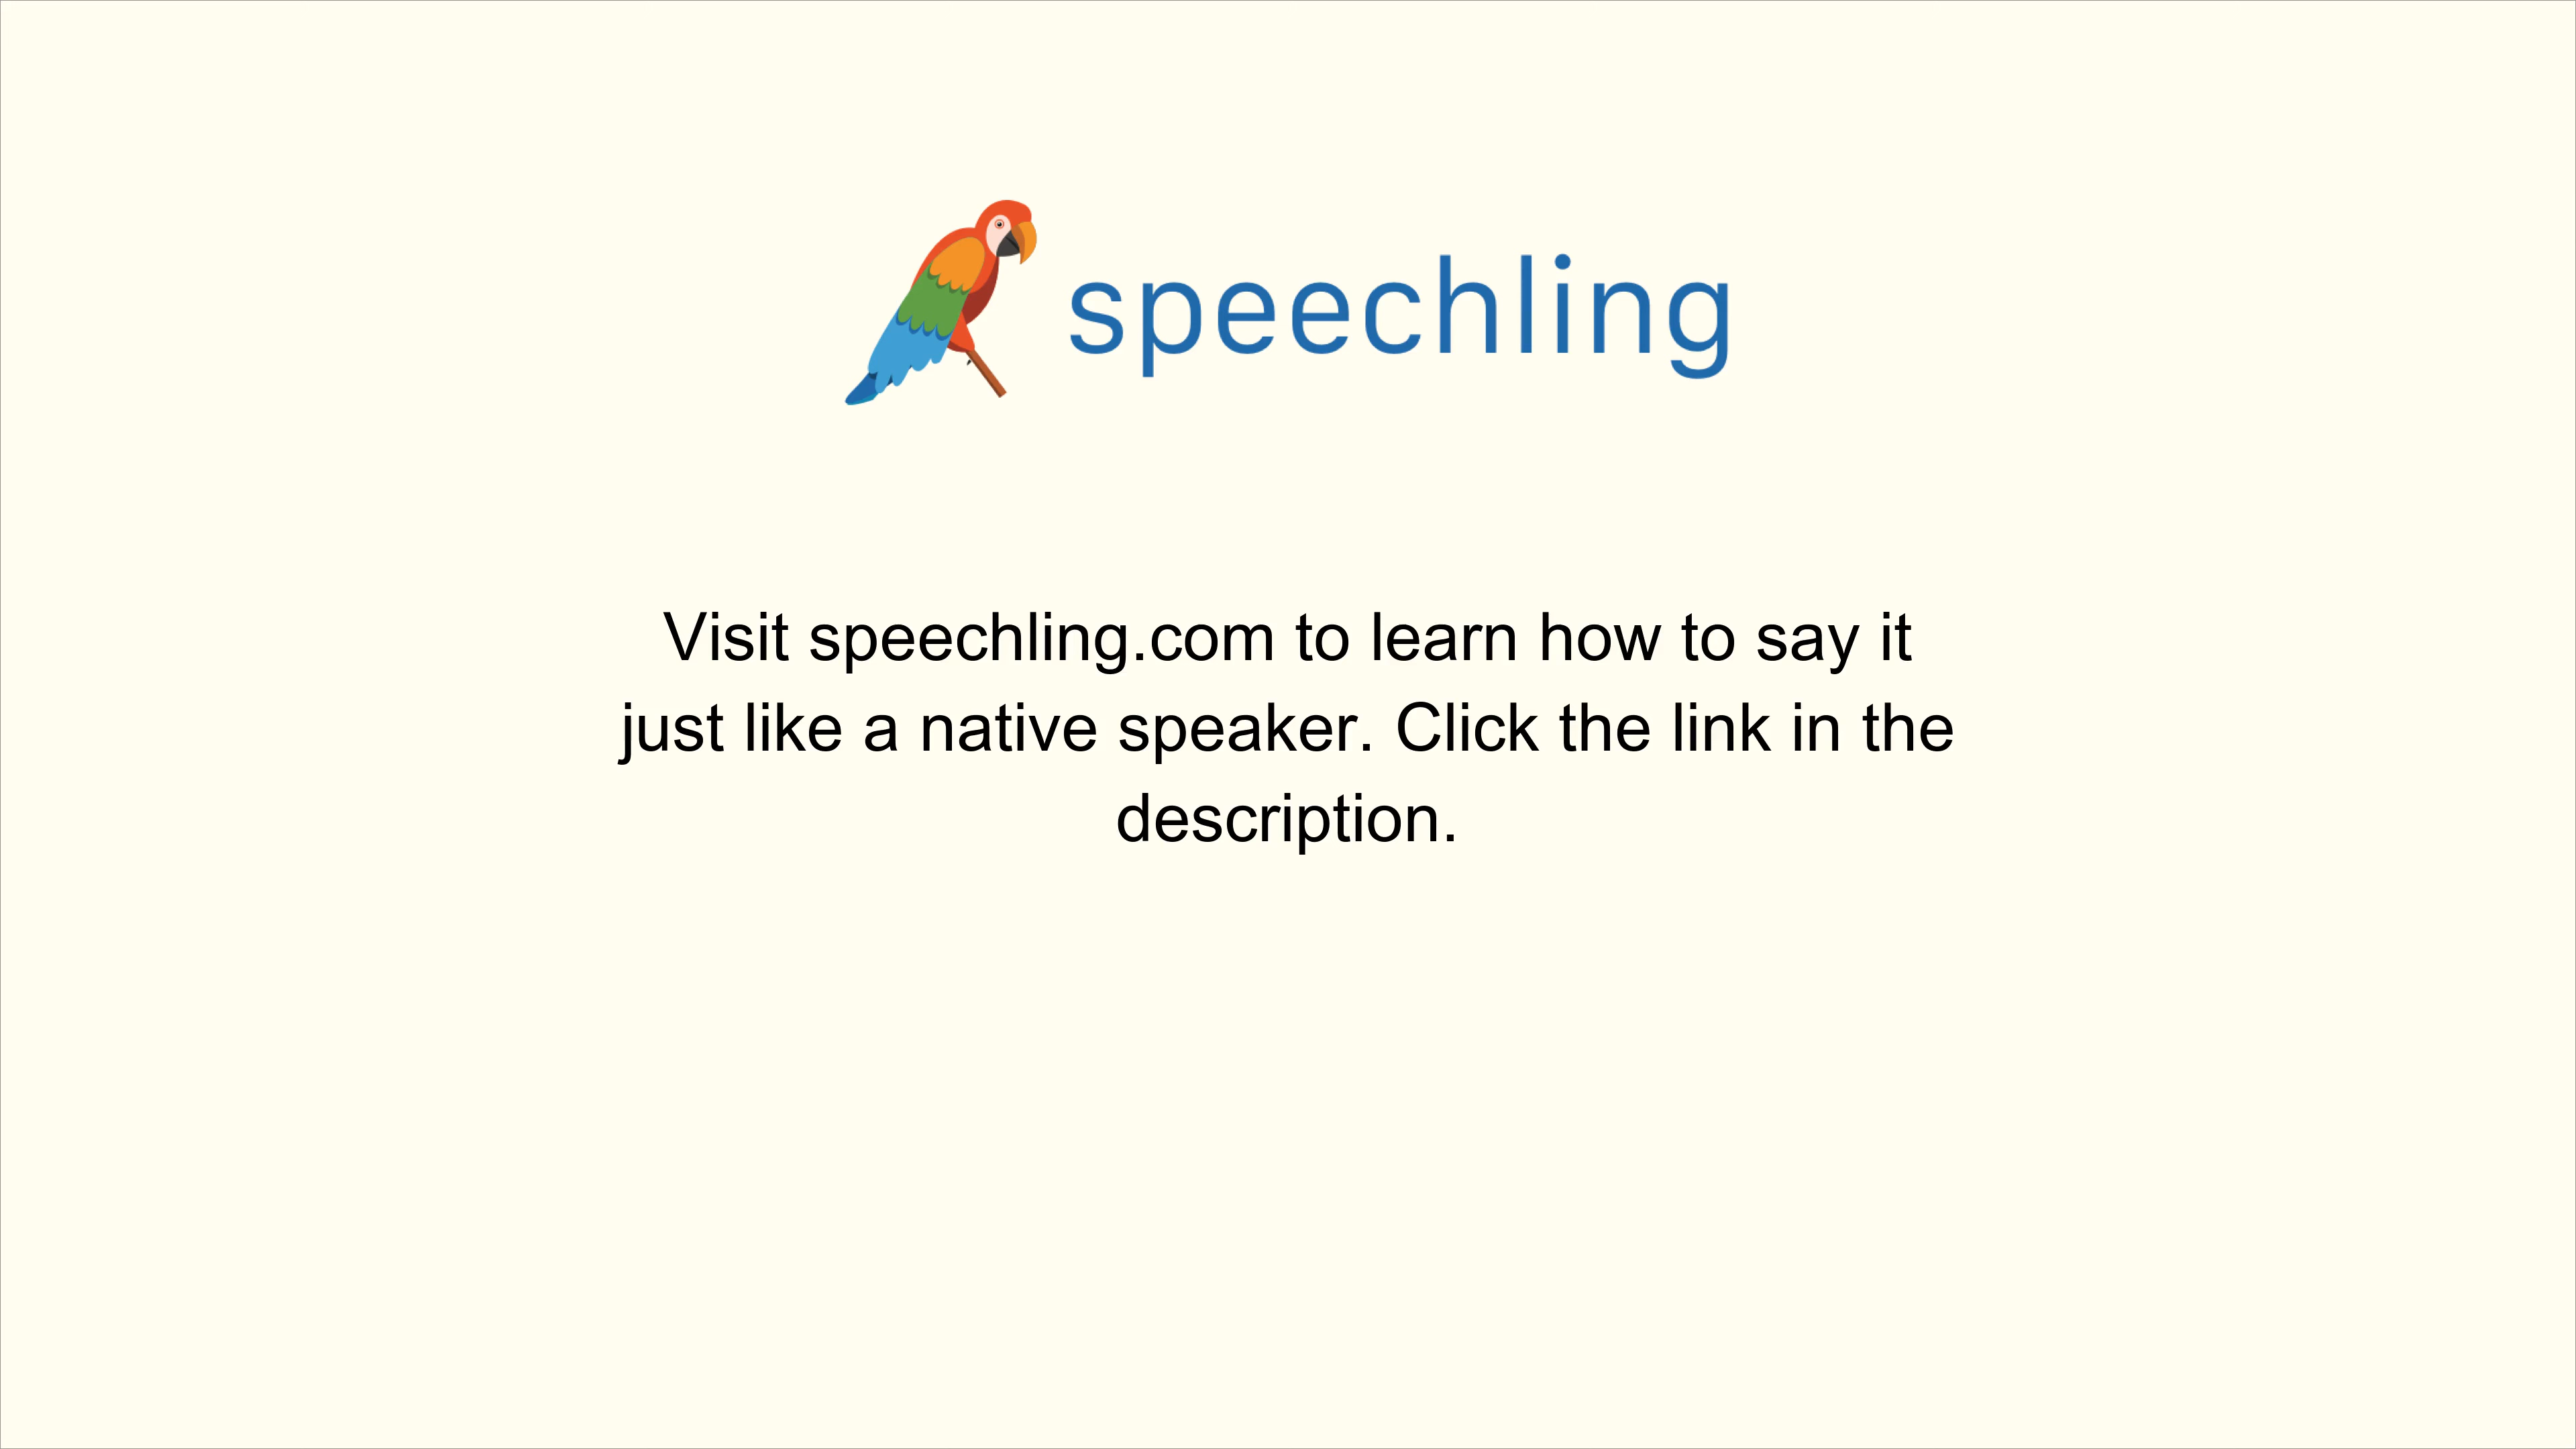 speechling
Visit speechling.com to learn how to say it
just like a native speaker. Click the link in the
description.